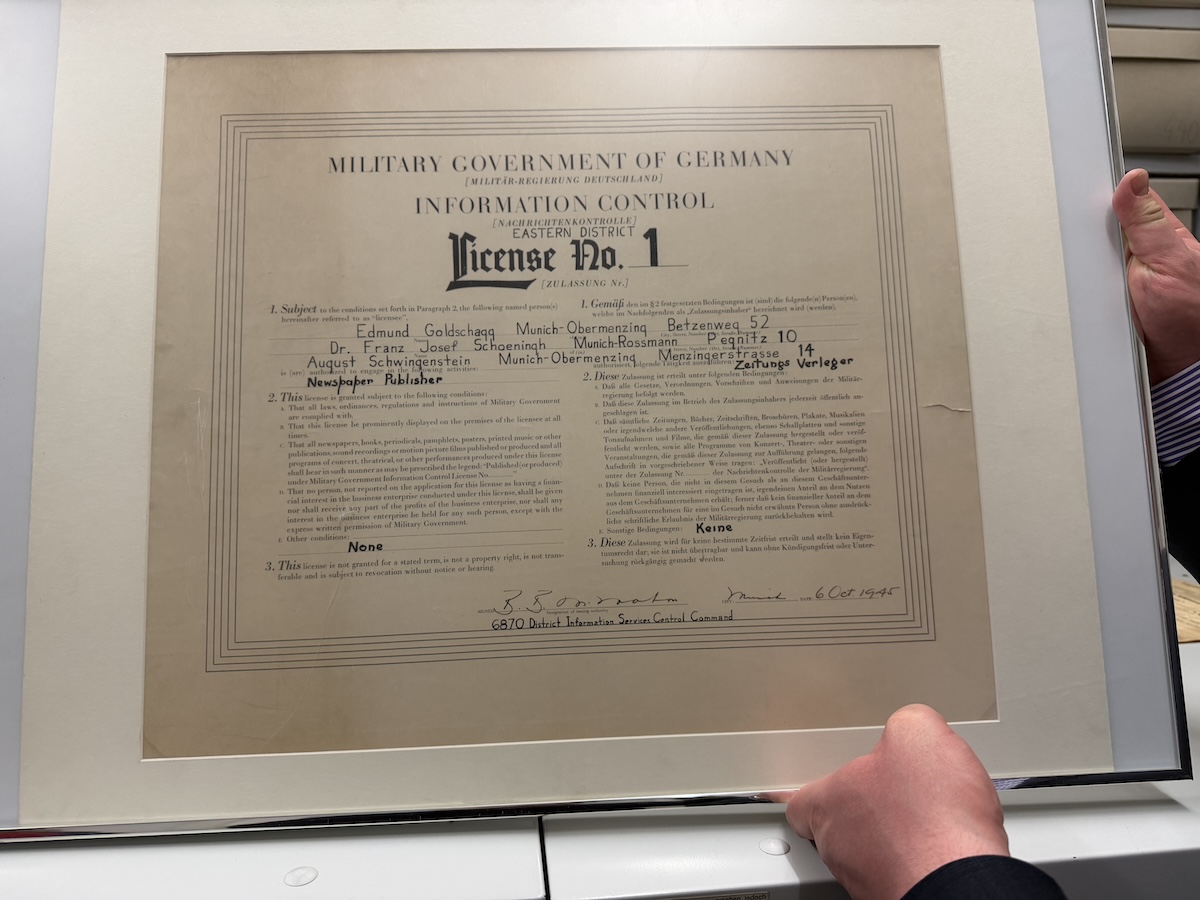 MILITARY GOVERNMENT OF GERMANY
[MILITÄR-REGIERUNG DEUTSCHLAND]
INFORMATION CONTROL
[NACHRICHTENKONTROLLE]
EASTERN DISTRICT
License No. 1
[ZULASSUNG Nr.]
1. Subject to the conditions set forth in Paragraph 2, the following named person(s)
hereinafter referred to as "licensee".
1. Gemäß den im § 2 festgesetzten Bedingungen ist (sind) die folgende(n) Person(en),
welche im Nachfolgenden als „Zulassungsinhaber" bezeichnet wird (werden).
Edmund Goldschagg Munich-Obermenzing Betzenweg 52
Dr. Franz Josef Schoeningh Munich-Rossmann Pegnitz 10
August Schwingenstein Munich-Obermenzing Menzingerstrasse 14
is (are) authorized to engage in the following activities:
Newspaper Publisher
authorisiert, folgende Tätigkeit auszuführen: Zeitungs Verleger
2. This license is granted subject to the following conditions:
A. That all laws, ordinances, regulations and instructions of Military Government
are complied with.
B. That this license be prominently displayed on the premises of the licensee at all
times.
C. That all newspapers, books, periodicals, pamphlets, posters, printed music or other
publications, sound recordings or motion picture films published or produced and all
programs of concert, theatrical, or other performances produced under this license
shall bear in such manner as may be prescribed the legend: "Published (or produced)
under Military Government Information Control License No.
D. That no person, not reported on the application for this license as having a finan-
cial interest in the business enterprise conducted under this license, shall be given
nor shall receive any part of the profits of the business enterprise, nor shall any
interest in the business enterprise be held for any such person, except with the
express written permission of Military Government.
E. Other conditions:
None
3. This license is not granted for a stated term, is not a property right, is not trans-
ferable and is subject to revocation without notice or hearing.
2. Diese Zulassung ist erteilt unter folgenden Bedingungen:
A. Daß alle Gesetze, Verordnungen, Vorschriften und Anweisungen der Militär-
regierung befolgt werden.
B. Daß diese Zulassung im Betrieb des Zulassungsinhabers jederzeit öffentlich an-
geschlagen ist.
C. Daß sämtliche Zeitungen, Bücher, Zeitschriften, Broschüren, Plakate, Musikalien
oder irgendwelche andere Veröffentlichungen, ebenso Schallplatten und sonstige
Tonaufnahmen und Filme, die gemäß dieser Zulassung hergestellt oder veröf-
fentlicht werden, sowie alle Programme von Konzert-, Theater- oder sonstigen
Veranstaltungen, die gemäß dieser Zulassung zur Aufführung gelangen, folgende
Aufschrift in vorgeschriebener Weise tragen: „Veröffentlicht (oder hergestellt)
unter der Zulassung Nr. der Nachrichtenkontrolle der Militärregierung".
D. Daß keine Person, die nicht in diesem Gesuch als an diesem Geschäftsunter-
nehmen finanziell interessiert eingetragen ist, irgendeinen Anteil an dem Nutzen
aus dem Geschäftsunternehmen erhält; ferner daß kein finanzieller Anteil an dem
Geschäftsunternehmen für eine im Gesuch nicht erwähnte Person ohne ausdrück-
liche schriftliche Erlaubnis der Militärregierung zurückbehalten wird.
E. Sonstige Bedingungen: Keine
3. Diese Zulassung wird für keine bestimmte Zeitfrist erteilt und stellt kein Eigen-
tumsrecht dar; sie ist nicht übertragbar und kann ohne Kündigungsfrist oder Unter-
suchung rückgängig gemacht werden.
Munich DATE 6 Oct 1945
6870 District Information Services Control Command